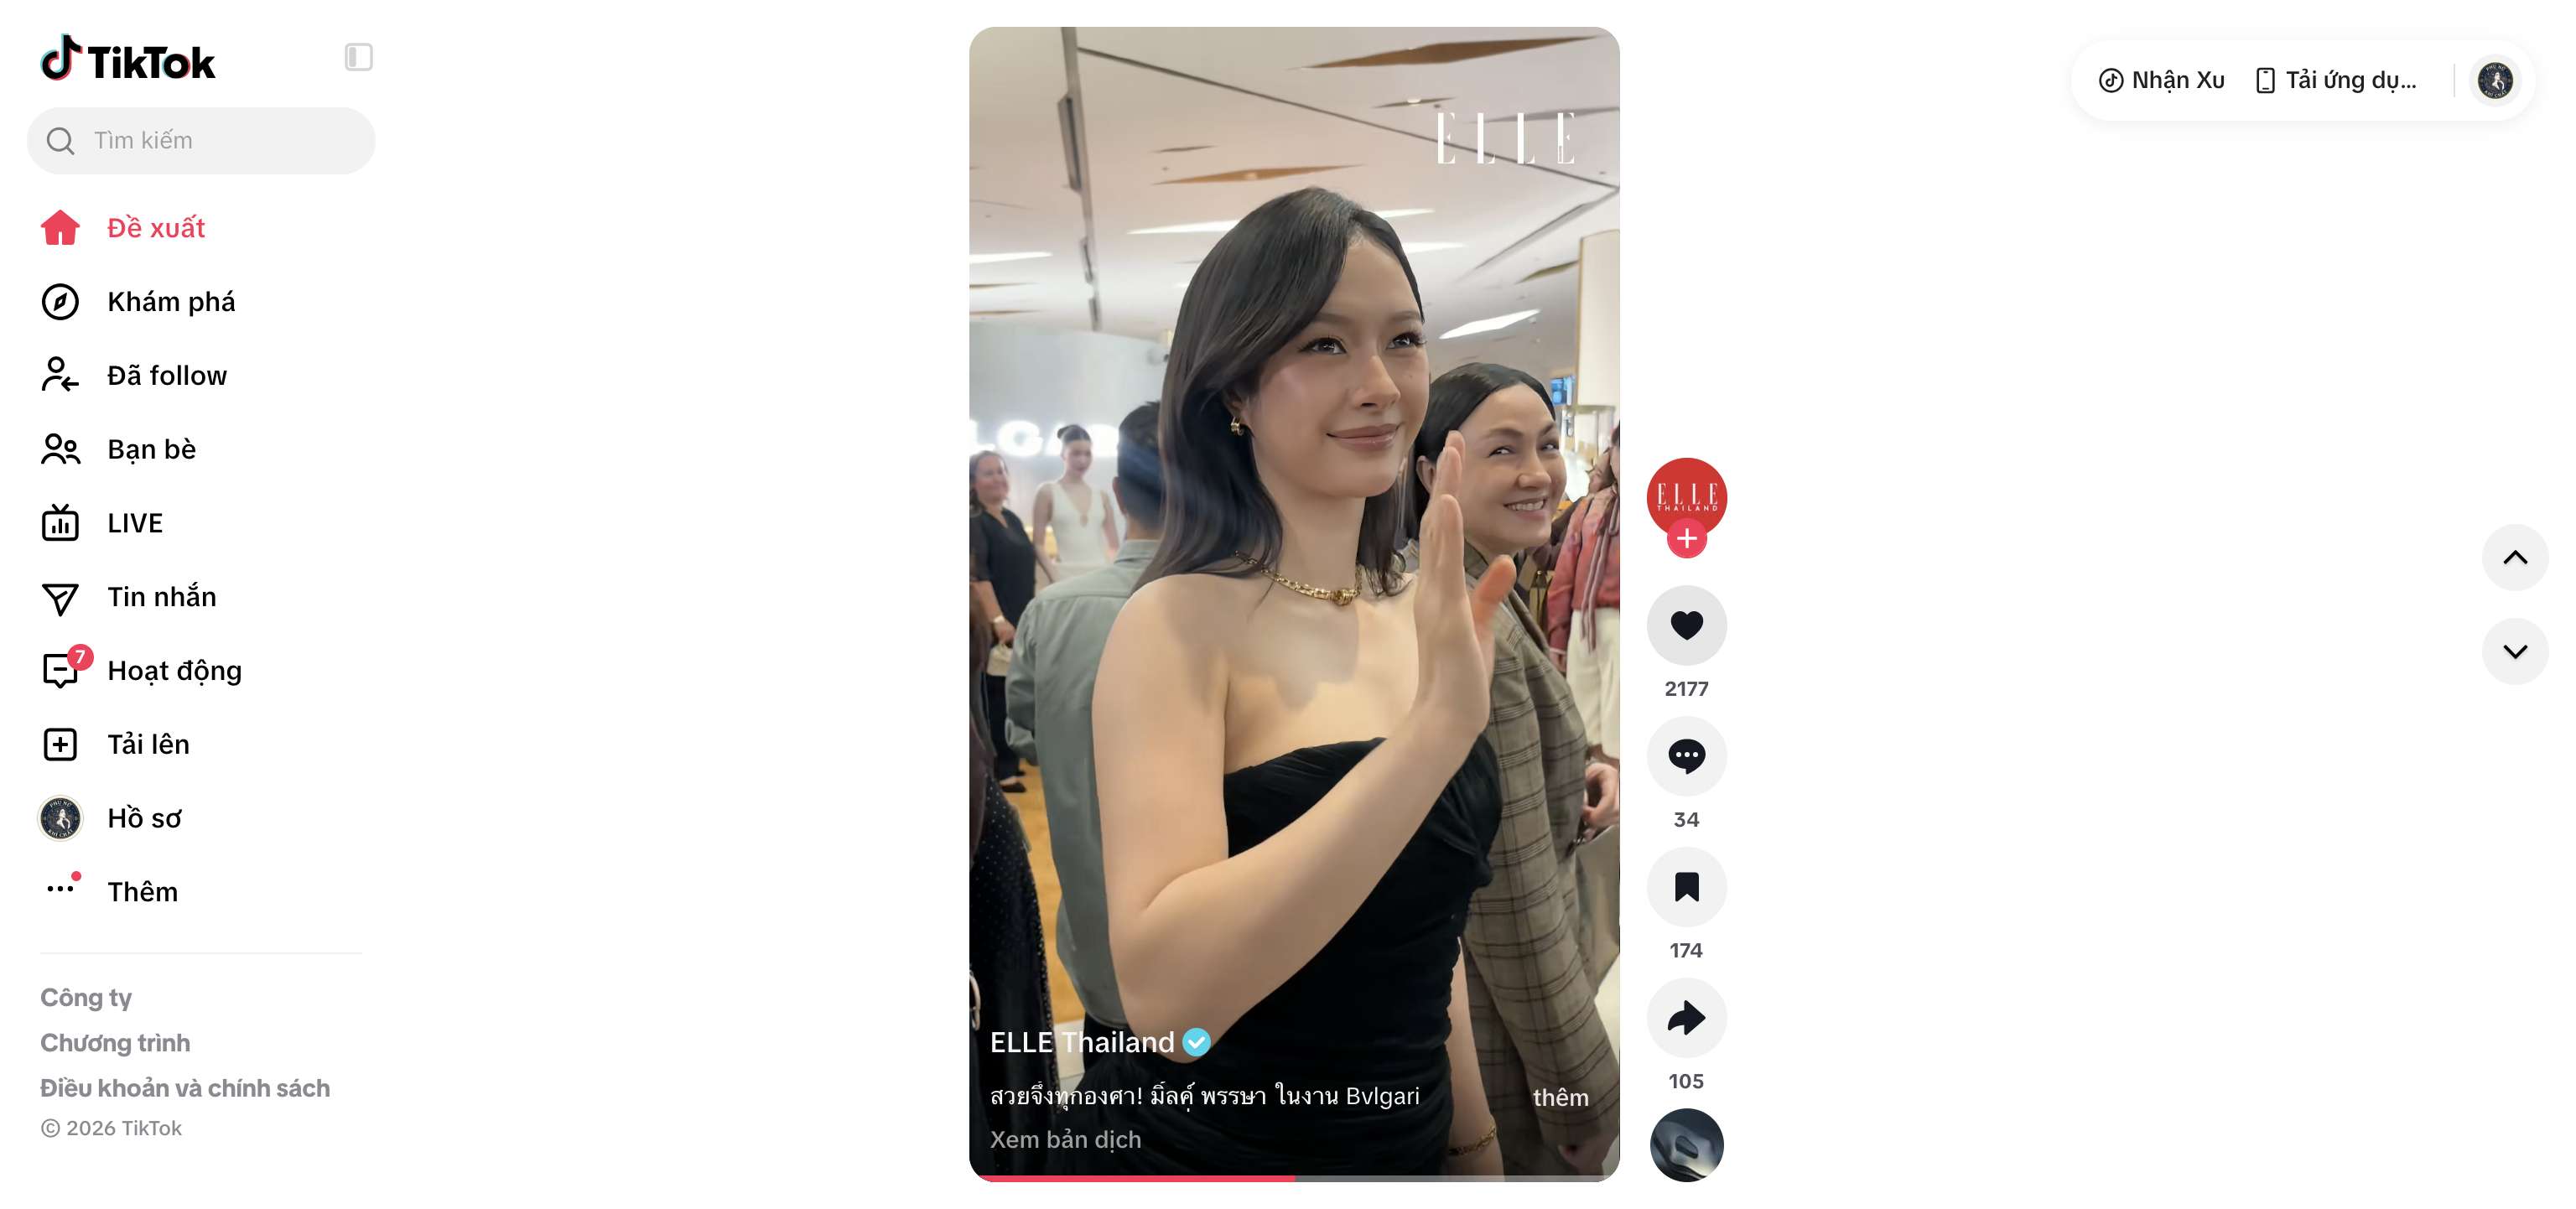 TikTok
Tìm kiếm
Đề xuất
Khám phá
Đã follow
Bạn bè
LIVE
Tin nhắn
7
Hoạt động
Tải lên
Hồ sơ
Thêm
Công ty
Chương trình
Điều khoản và chính sách
© 2026 TikTok
ELLE
ELLE Thailand
สวยจึ้งทุกองศา! มิ้ลค์ พรรษา ในงาน Bvlgari
thêm
Xem bản dịch
ELLE
THAILAND
2177
34
174
105
Nhận Xu
Tải ứng dụ...